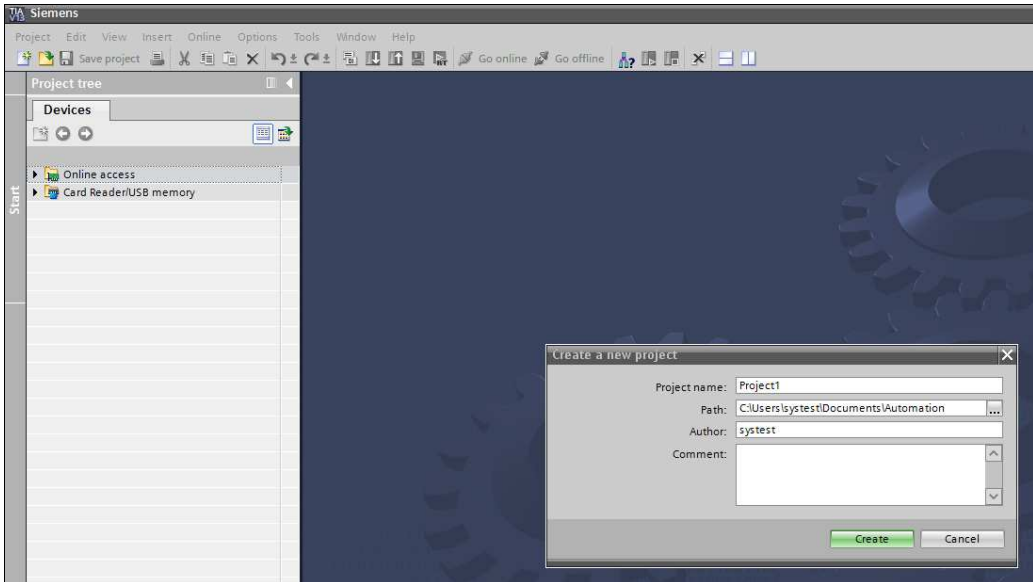 TIA V13 Siemens
Project Edit View Insert Online Options Tools Window Help
Save project Go online Go offline
Project tree
Devices
Online access
Card Reader/USB memory
Start
Create a new project
Project name: Project1
Path: C:\Users\systest\Documents\Automation ...
Author: systest
Comment:
Create Cancel